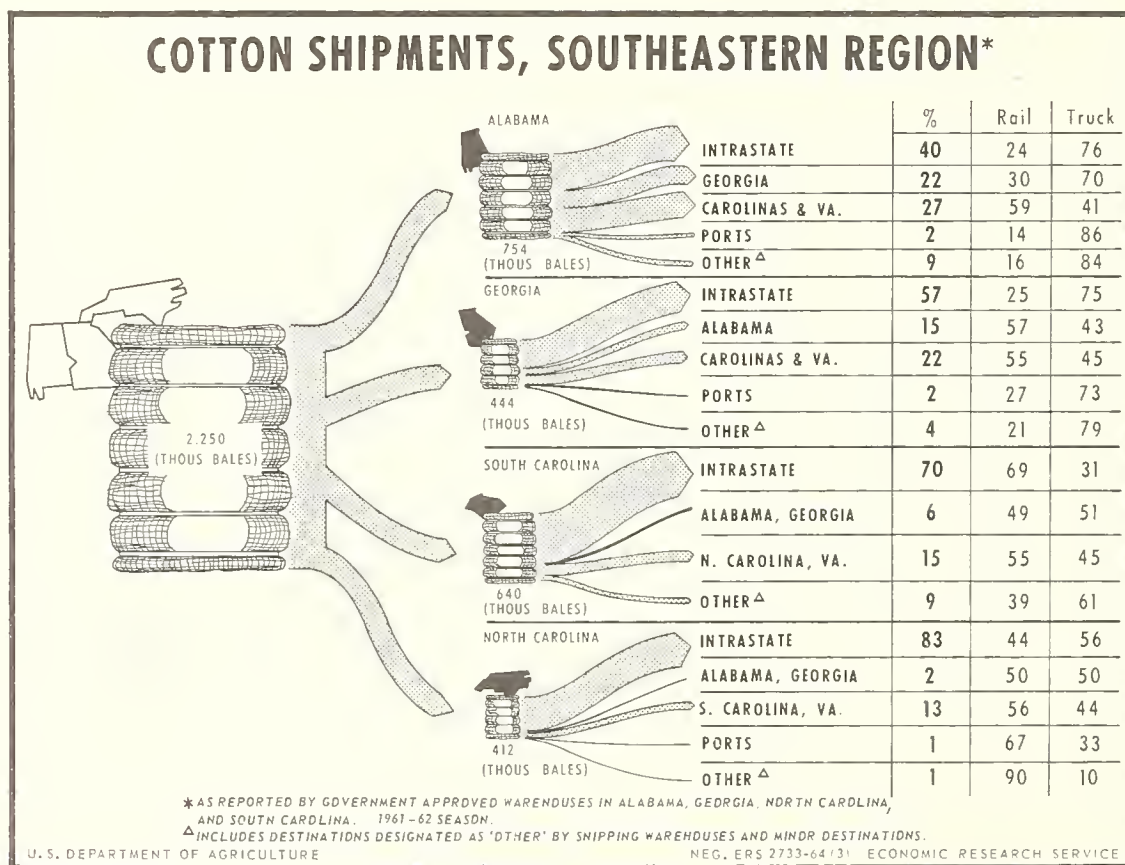 COTTON SHIPMENTS, SOUTHEASTERN REGION*
% Rail Truck
ALABAMA
INTRASTATE 40 24 76
GEORGIA 22 30 70
CAROLINAS & VA. 27 59 41
PORTS 2 14 86
OTHER Δ 9 16 84
754
(THOUS BALES)
GEORGIA
INTRASTATE 57 25 75
ALABAMA 15 57 43
CAROLINAS & VA. 22 55 45
PORTS 2 27 73
OTHER Δ 4 21 79
444
(THOUS BALES)
2.250
(THOUS BALES)
SOUTH CAROLINA
INTRASTATE 70 69 31
ALABAMA, GEORGIA 6 49 51
N. CAROLINA, VA. 15 55 45
OTHER Δ 9 39 61
640
(THOUS BALES)
NORTH CAROLINA
INTRASTATE 83 44 56
ALABAMA, GEORGIA 2 50 50
S. CAROLINA, VA. 13 56 44
PORTS 1 67 33
OTHER Δ 1 90 10
412
(THOUS BALES)
* AS REPORTED BY GOVERNMENT APPROVED WAREHOUSES IN ALABAMA, GEORGIA, NORTH CAROLINA,
AND SOUTH CAROLINA. 1961-62 SEASON.
Δ INCLUDES DESTINATIONS DESIGNATED AS 'OTHER' BY SHIPPING WAREHOUSES AND MINOR DESTINATIONS.
U.S. DEPARTMENT OF AGRICULTURE NEG. ERS 2733-64(3) ECONOMIC RESEARCH SERVICE